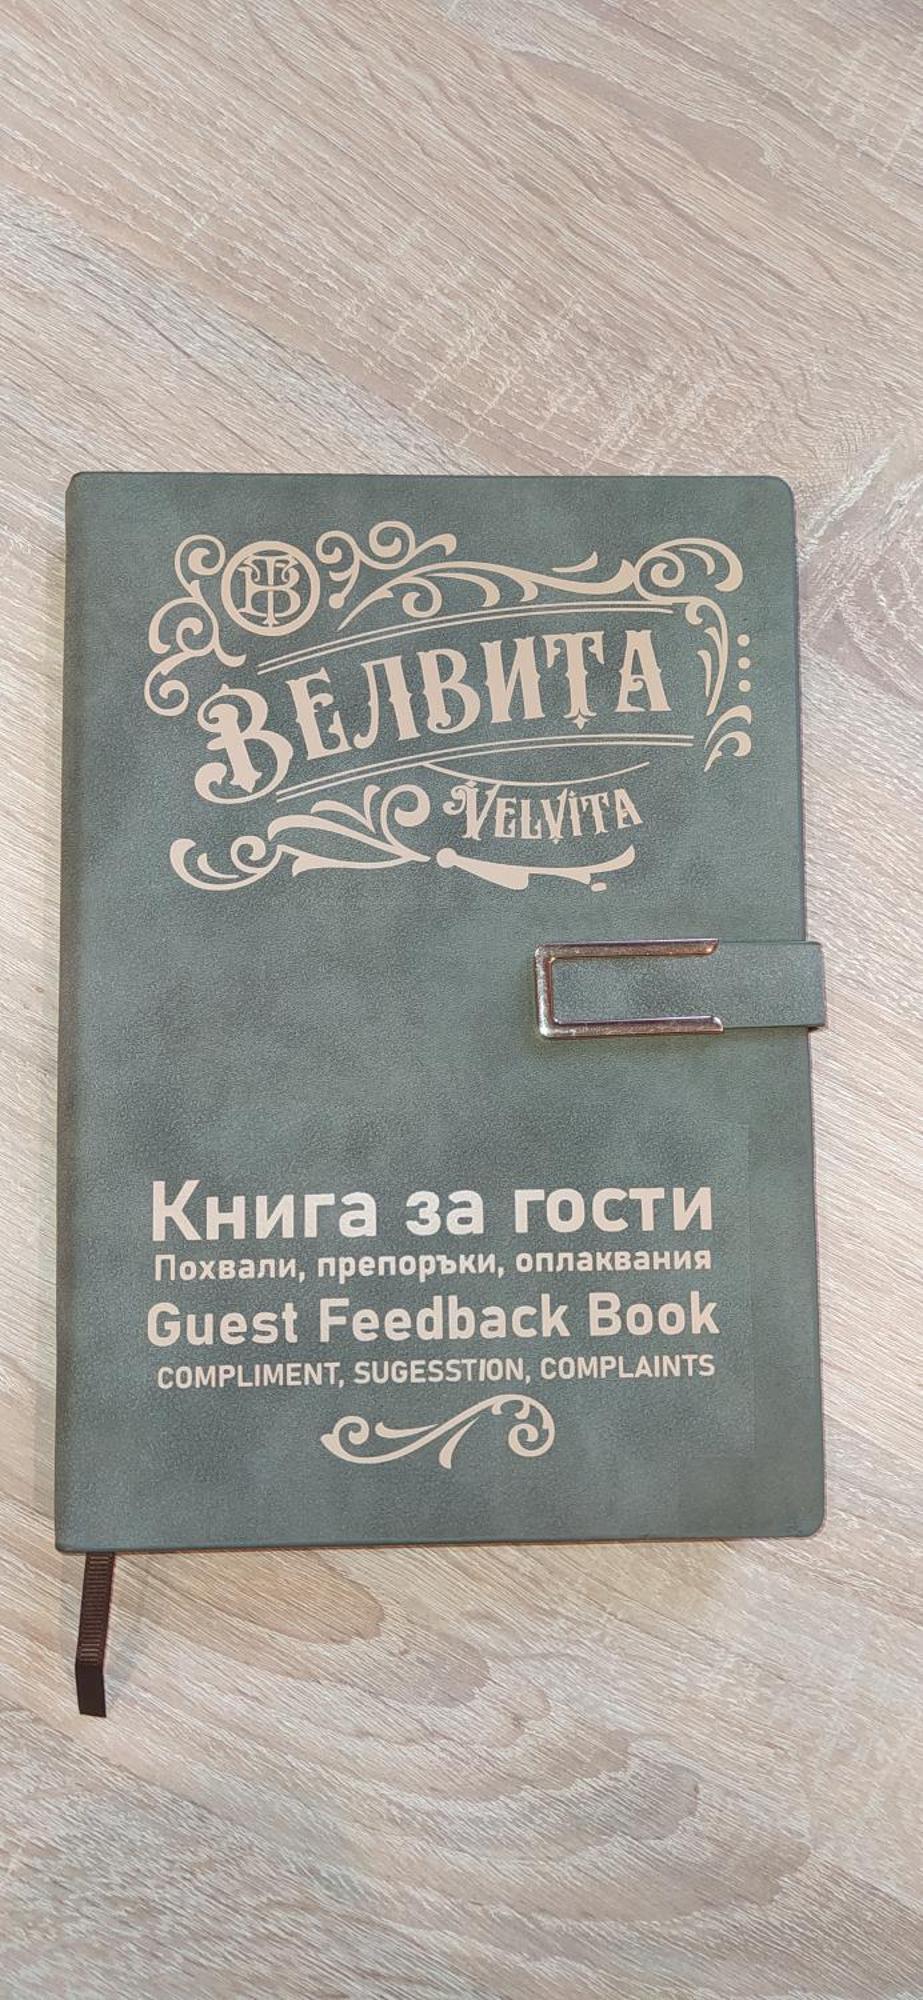 ВЕЛВИТА
VELVITA
Книга за гости
Похвали, препоръки, оплаквания
Guest Feedback Book
COMPLIMENT, SUGESSTION, COMPLAINTS